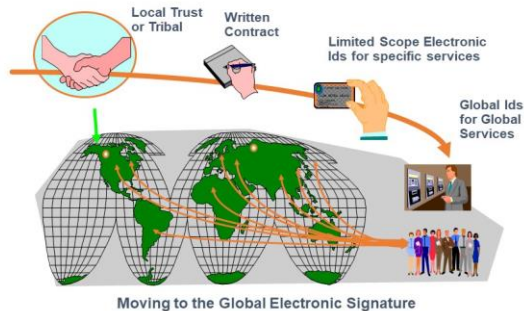 Local Trust
or Tribal
Written
Contract
Limited Scope Electronic
Ids for specific services
Global Ids
for Global
Services
Moving to the Global Electronic Signature